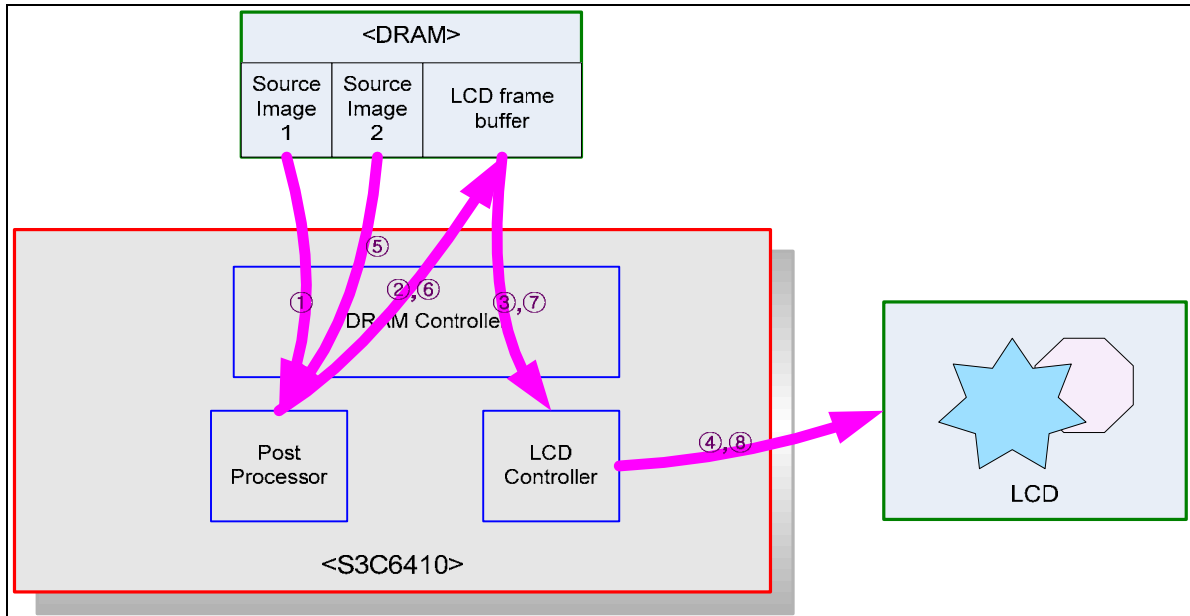 <DRAM>
Source
Image
1
Source
Image
2
LCD frame
buffer
⑤
①
②,⑥
③,⑦
DRAM Controller
Post
Processor
LCD
Controller
④,⑧
LCD
<S3C6410>